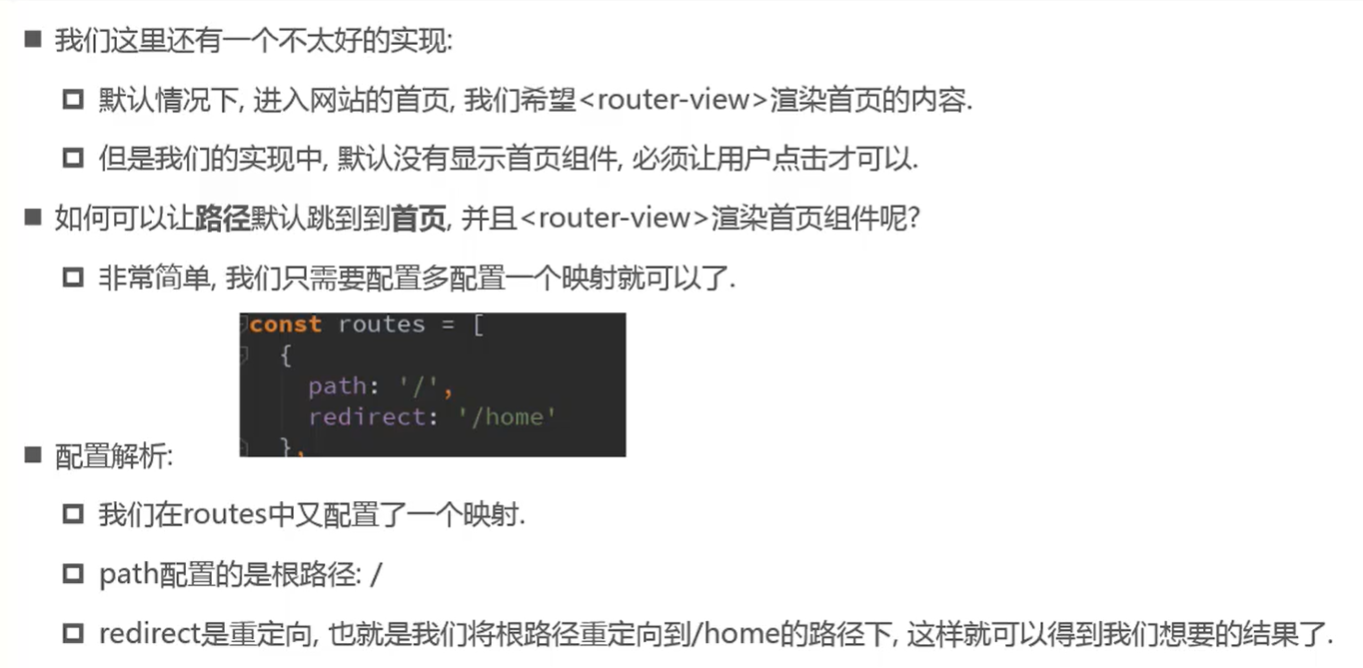 ■ 我们这里还有一个不太好的实现:
默认情况下, 进入网站的首页, 我们希望<router-view>渲染首页的内容.
但是我们的实现中, 默认没有显示首页组件, 必须让用户点击才可以.
■ 如何可以让路径默认跳到到首页, 并且<router-view>渲染首页组件呢?
非常简单, 我们只需要配置多配置一个映射就可以了.
const routes = [
{
path: '/',
redirect: '/home'
},
■ 配置解析:
我们在routes中又配置了一个映射.
path配置的是根路径: /
redirect是重定向, 也就是我们将根路径重定向到/home的路径下, 这样就可以得到我们想要的结果了.